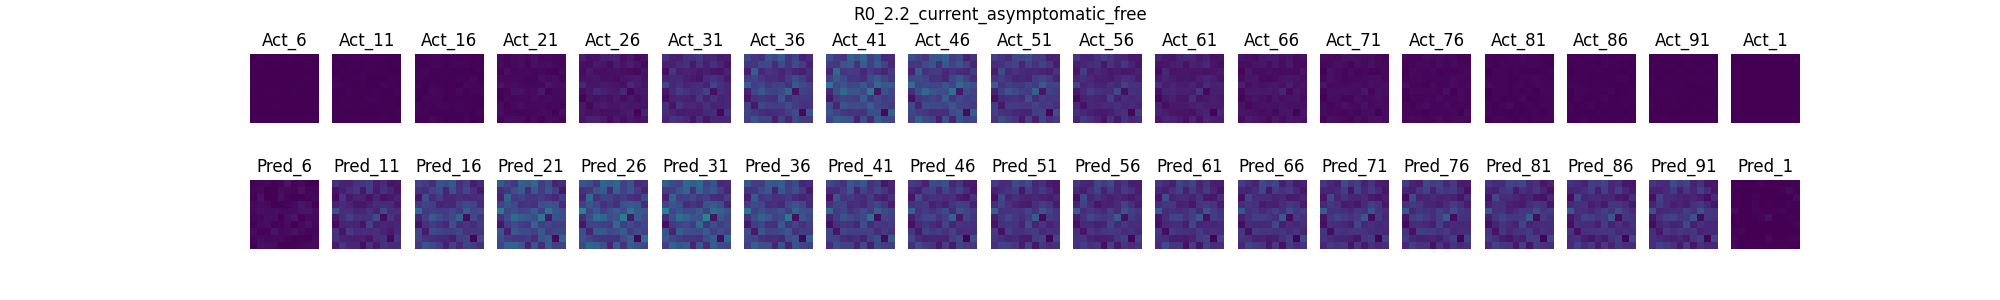 R0_2.2_current_asymptomatic_free
Act_6 Act_11 Act_16 Act_21 Act_26 Act_31 Act_36 Act_41 Act_46 Act_51 Act_56 Act_61 Act_66 Act_71 Act_76 Act_81 Act_86 Act_91 Act_1
Pred_6 Pred_11 Pred_16 Pred_21 Pred_26 Pred_31 Pred_36 Pred_41 Pred_46 Pred_51 Pred_56 Pred_61 Pred_66 Pred_71 Pred_76 Pred_81 Pred_86 Pred_91 Pred_1